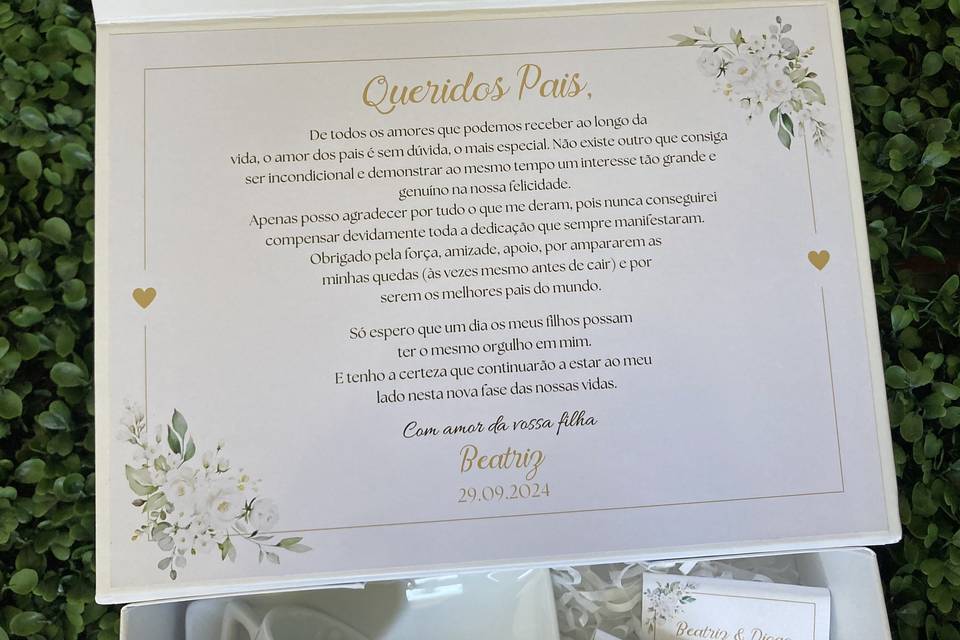 Queridos Pais,
De todos os amores que podemos receber ao longo da
vida, o amor dos pais é sem dúvida, o mais especial. Não existe outro que consiga
ser incondicional e demonstrar ao mesmo tempo um interesse tão grande e
genuíno na nossa felicidade.
Apenas posso agradecer por tudo o que me deram, pois nunca conseguirei
compensar devidamente toda a dedicação que sempre manifestaram.
Obrigado pela força, amizade, apoio, por ampararem as
minhas quedas (às vezes mesmo antes de cair) e por
serem os melhores pais do mundo.
Só espero que um dia os meus filhos possam
ter o mesmo orgulho em mim.
E tenho a certeza que continuarão a estar ao meu
lado nesta nova fase das nossas vidas.
Com amor da vossa filha
Beatriz
29.09.2024
Beatriz & Diogo